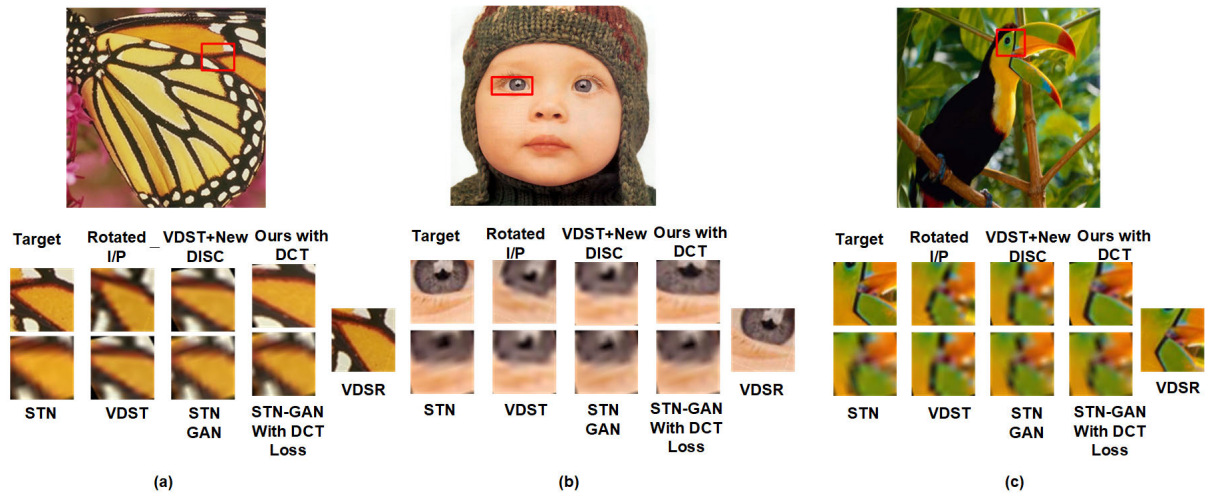 Target
Rotated _
I/P
VDST+New
DISC
Ours with
DCT
STN
VDST
STN
GAN
STN-GAN
With DCT
Loss
VDSR
(a)
Target
Rotated
I/P
VDST+New
DISC
Ours with
DCT
STN
VDST
STN
GAN
STN-GAN
With DCT
Loss
VDSR
(b)
Target
Rotated
I/P
VDST+New
DISC
Ours with
DCT
STN
VDST
STN
GAN
STN-GAN
With DCT
Loss
VDSR
(c)